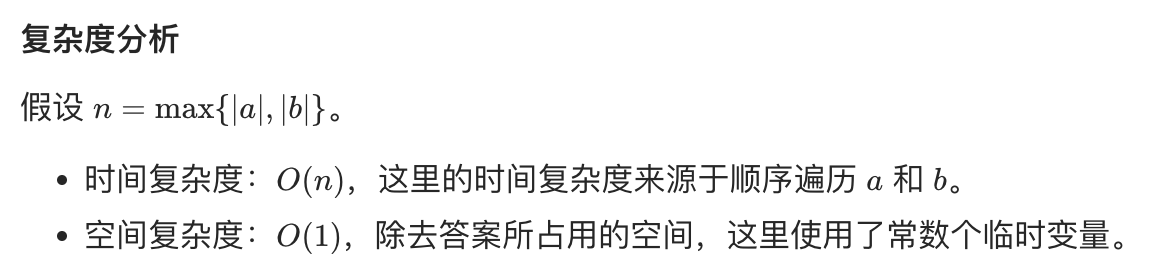 复杂度分析
假设 n = max{|a|, |b|}。
• 时间复杂度：O(n)，这里的时间复杂度来源于顺序遍历 a 和 b。
• 空间复杂度：O(1)，除去答案所占用的空间，这里使用了常数个临时变量。